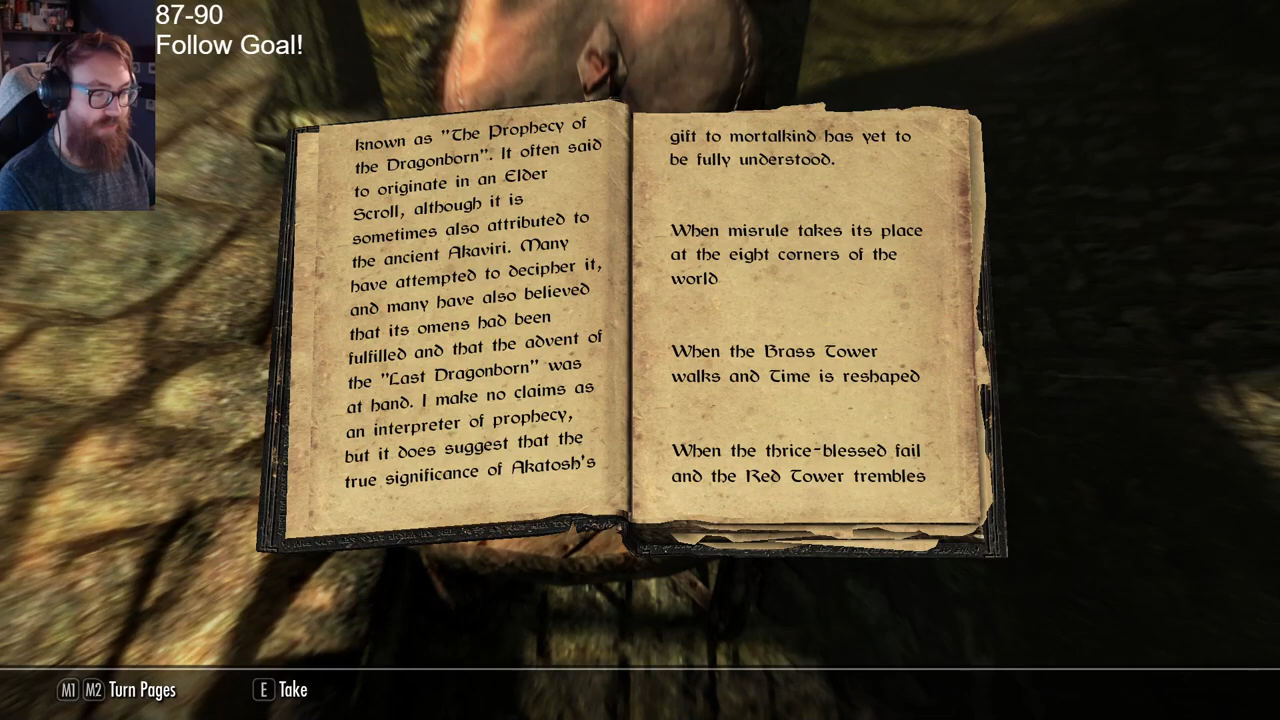 87-90
Follow Goal!
known as "The Prophecy of
the Dragonborn". It often said
to originate in an Elder
Scroll, although it is
sometimes also attributed to
the ancient Akaviri. Many
have attempted to decipher it,
and many have also believed
that its omens had been
fulfilled and that the advent of
the "Last Dragonborn" was
at hand. I make no claims as
an interpreter of prophecy,
but it does suggest that the
true significance of Akatosh's
gift to mortalkind has yet to
be fully understood.
When misrule takes its place
at the eight corners of the
world
When the Brass Tower
walks and Time is reshaped
When the thrice-blessed fail
and the Red Tower trembles
M1 M2 Turn Pages
E Take